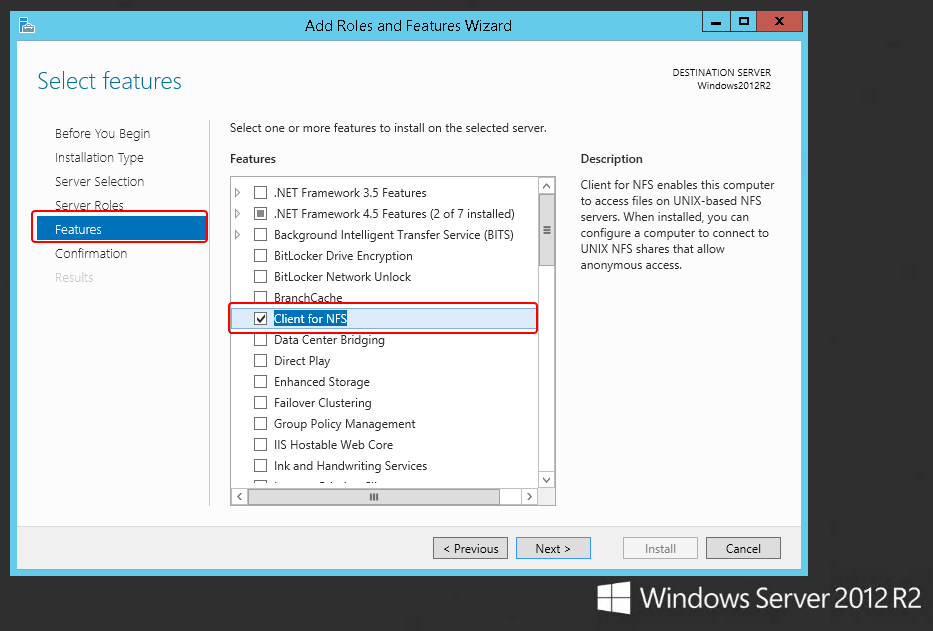 Add Roles and Features Wizard
Select features
DESTINATION SERVER
Windows2012R2
Before You Begin
Installation Type
Server Selection
Server Roles
Features
Confirmation
Results
Select one or more features to install on the selected server.
Features
.NET Framework 3.5 Features
.NET Framework 4.5 Features (2 of 7 installed)
Background Intelligent Transfer Service (BITS)
BitLocker Drive Encryption
BitLocker Network Unlock
BranchCache
Client for NFS
Data Center Bridging
Direct Play
Enhanced Storage
Failover Clustering
Group Policy Management
IIS Hostable Web Core
Ink and Handwriting Services
Description
Client for NFS enables this computer
to access files on UNIX-based NFS
servers. When installed, you can
configure a computer to connect to
UNIX NFS shares that allow
anonymous access.
< Previous
Next >
Install
Cancel
Windows Server 2012 R2